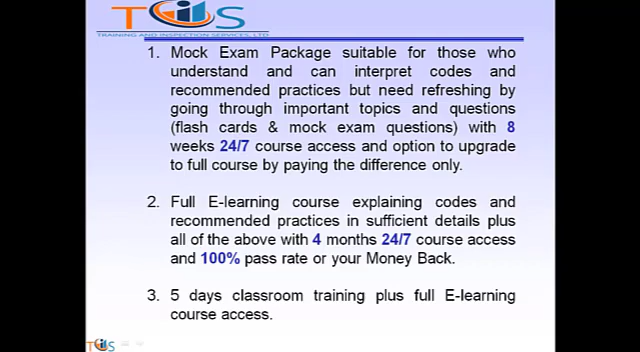 TIS
TRAINING AND INSPECTION SERVICES, LTD
1. Mock Exam Package suitable for those who
understand and can interpret codes and
recommended practices but need refreshing by
going through important topics and questions
(flash cards & mock exam questions) with 8
weeks 24/7 course access and option to upgrade
to full course by paying the difference only.
2. Full E-learning course explaining codes and
recommended practices in sufficient details plus
all of the above with 4 months 24/7 course access
and 100% pass rate or your Money Back.
3. 5 days classroom training plus full E-learning
course access.
TIS